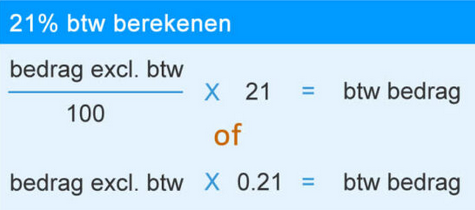 21% btw berekenen
bedrag excl. btw
100
X 21 = btw bedrag
of
bedrag excl. btw X 0.21 = btw bedrag